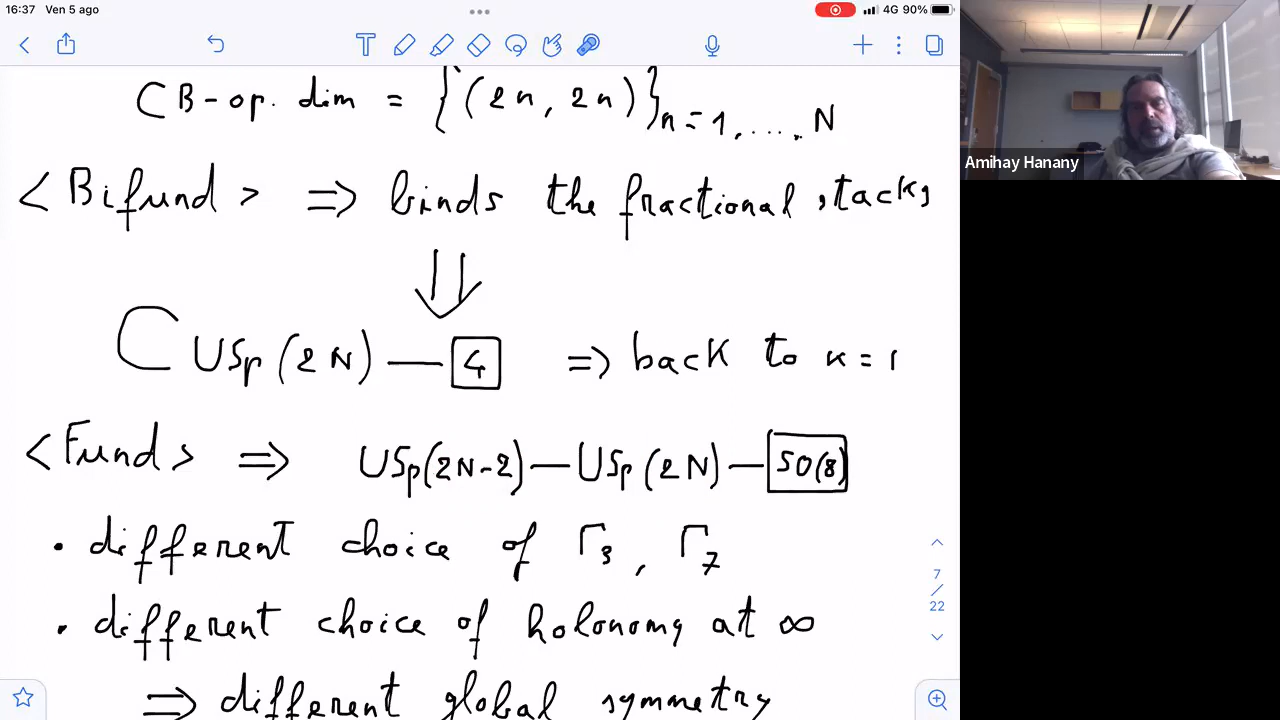 16:37 Ven 5 ago
4G 90%
CB-op. dim = {(2n, 2n)}n=1, ...., N
<Bifund> ⇒ binds the fractional stacks
⇓
USp(2N) — 4 ⇒ back to k=1
<Fund> ⇒ USp(2N-2) — USp(2N) — SO(8)
• different choice of Γ3, Γ7
• different choice of holonomy at ∞
⇒ different global symmetry
7
/
22
Amihay Hanany